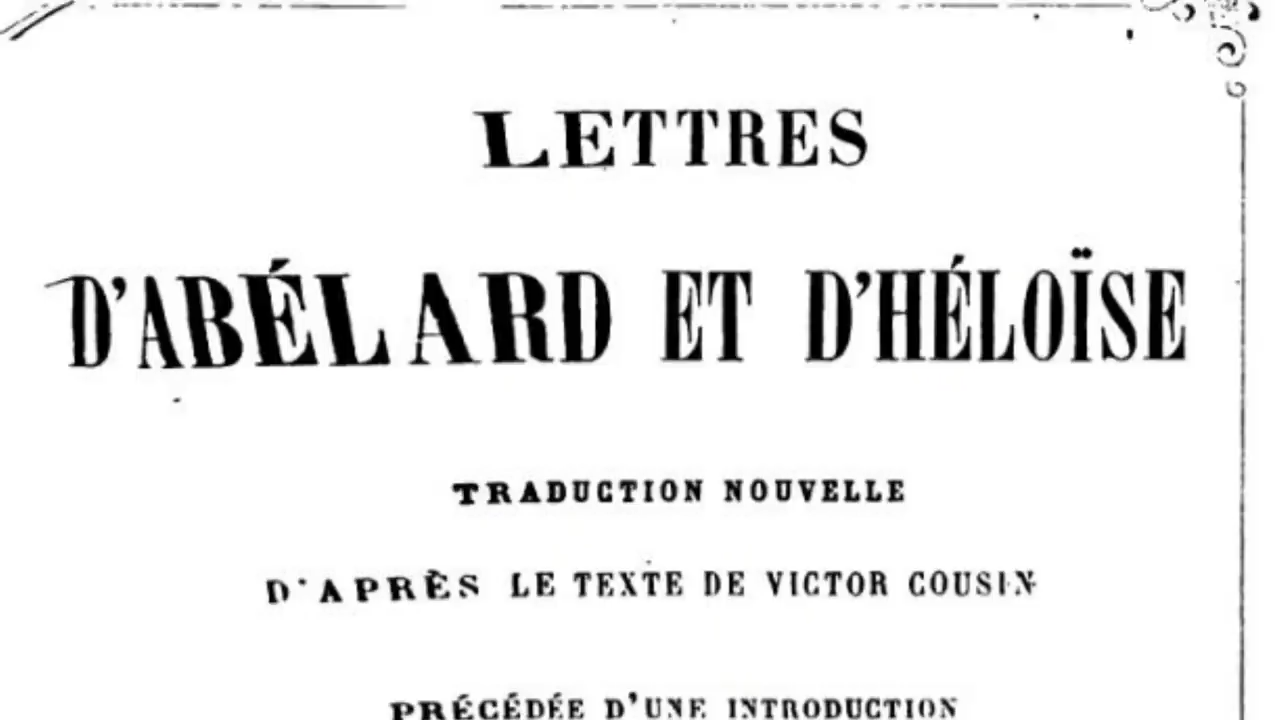 LETTRES
D'ABÉLARD ET D'HÉLOÏSE
TRADUCTION NOUVELLE
D'APRÈS LE TEXTE DE VICTOR COUSIN
PRÉCÉDÉE D'UNE INTRODUCTION